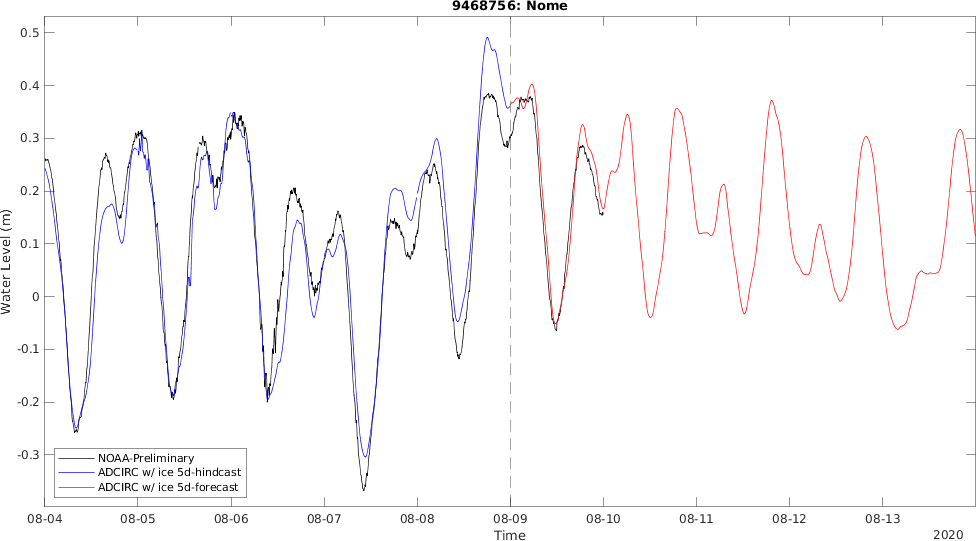 9468756: Nome
0.5
0.4
0.3
0.2
0.1
0
-0.1
-0.2
-0.3
Water Level (m)
NOAA-Preliminary
ADCIRC w/ ice 5d-hindcast
ADCIRC w/ ice 5d-forecast
08-04 08-05 08-06 08-07 08-08 08-09 08-10 08-11 08-12 08-13
Time
2020